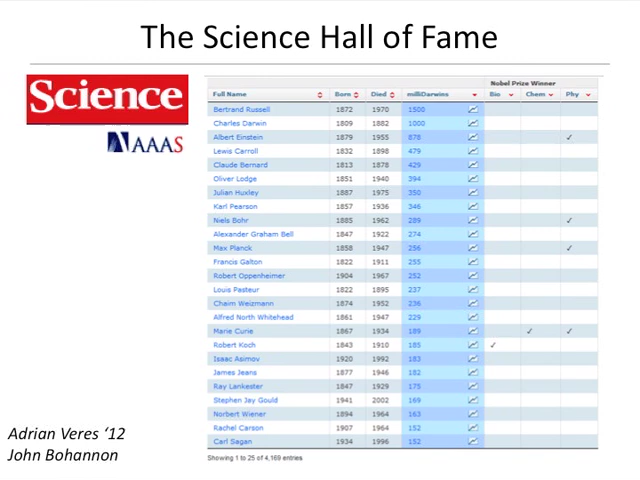 The Science Hall of Fame
Science
AAAS
Nobel Prize Winner
Full Name Born Died milliDarwins Bio Chem Phy
Bertrand Russell 1872 1970 1500
Charles Darwin 1809 1882 1000
Albert Einstein 1879 1955 878 ✓
Lewis Carroll 1832 1898 479
Claude Bernard 1813 1878 429
Oliver Lodge 1851 1940 394
Julian Huxley 1887 1975 350
Karl Pearson 1857 1936 346
Niels Bohr 1885 1962 289 ✓
Alexander Graham Bell 1847 1922 274
Max Planck 1858 1947 256 ✓
Francis Galton 1822 1911 255
Robert Oppenheimer 1904 1967 252
Louis Pasteur 1822 1895 237
Chaim Weizmann 1874 1952 236
Alfred North Whitehead 1861 1947 229
Marie Curie 1867 1934 189 ✓ ✓
Robert Koch 1843 1910 185 ✓
Isaac Asimov 1920 1992 183
James Jeans 1877 1946 182
Ray Lankester 1847 1929 175
Stephen Jay Gould 1941 2002 169
Norbert Wiener 1894 1964 163
Rachel Carson 1907 1964 152
Carl Sagan 1934 1996 152
Showing 1 to 25 of 4,169 entries
Adrian Veres ‘12
John Bohannon